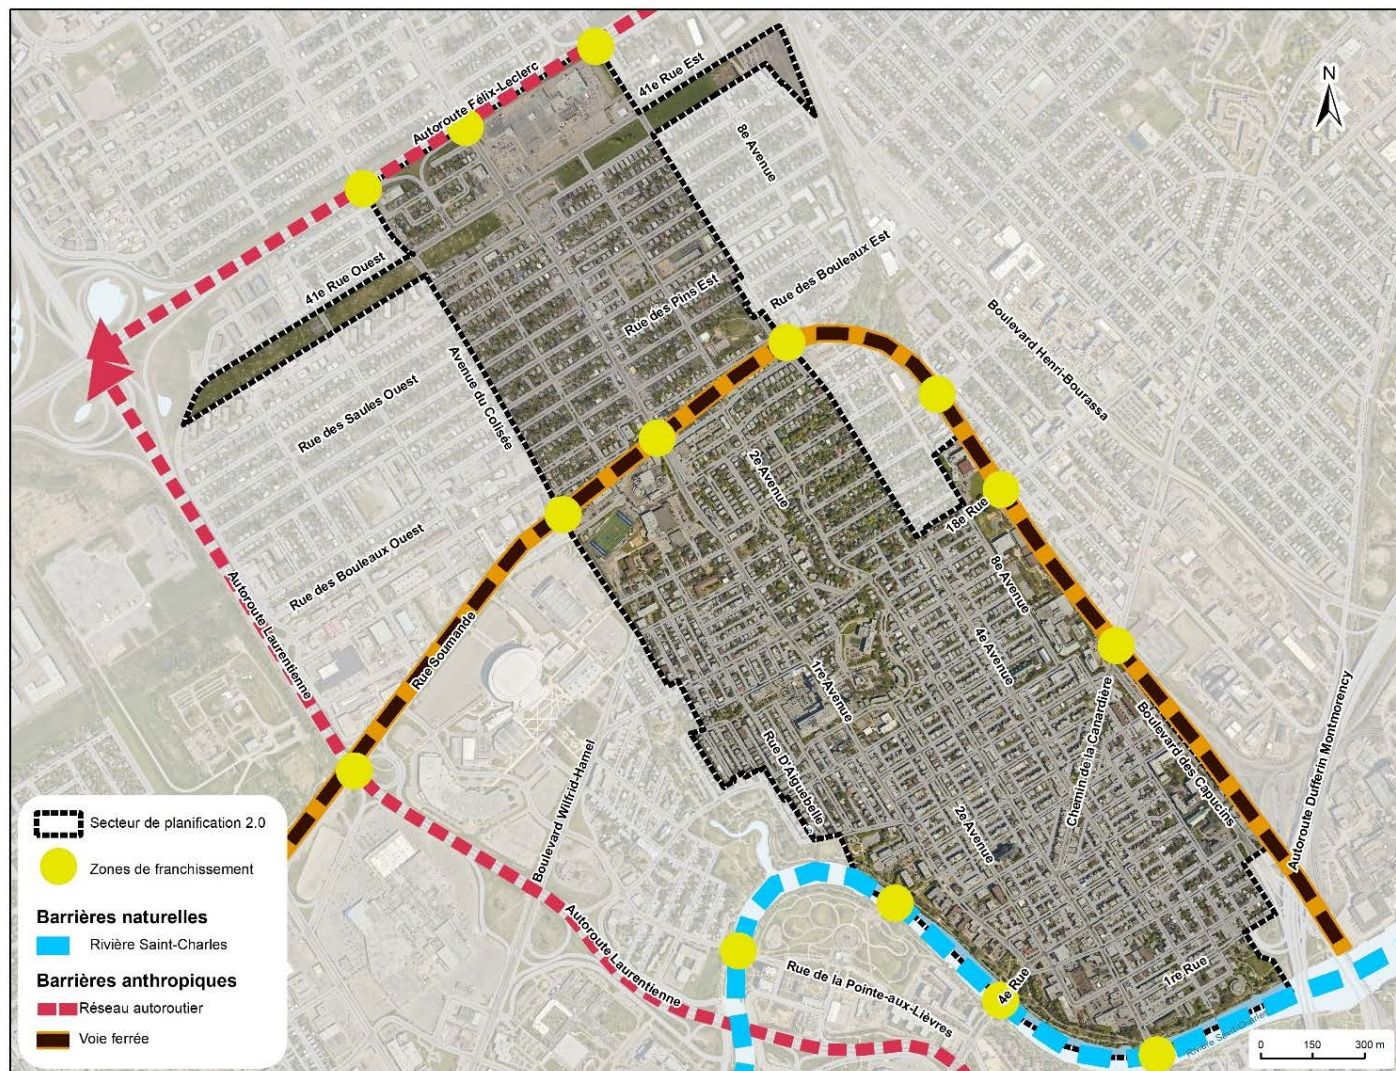 N
Autoroute Félix-Leclerc
41e Rue Est
8e Avenue
41e Rue Ouest
Rue des Bouleaux Est
Rue des Pins Est
Boulevard Henri-Bourassa
Avenue du Colisée
Rue des Saules Ouest
2e Avenue
18e Rue
Rue des Bouleaux Ouest
8e Avenue
Autoroute Laurentienne
Rue Soumande
4e Avenue
1re Avenue
Chemin de la Canardière
Boulevard des Capucins
Autoroute Dufferin Montmorency
Rue D'Aiguebelle
Boulevard Wilfrid-Hamel
2e Avenue
Autoroute Laurentienne
Rue de la Pointe-aux-Lièvres
4e Rue
1re Rue
Rivière Saint-Charles
Secteur de planification 2.0
Zones de franchissement
Barrières naturelles
Rivière Saint-Charles
Barrières anthropiques
Réseau autoroutier
Voie ferrée
0 150 300 m